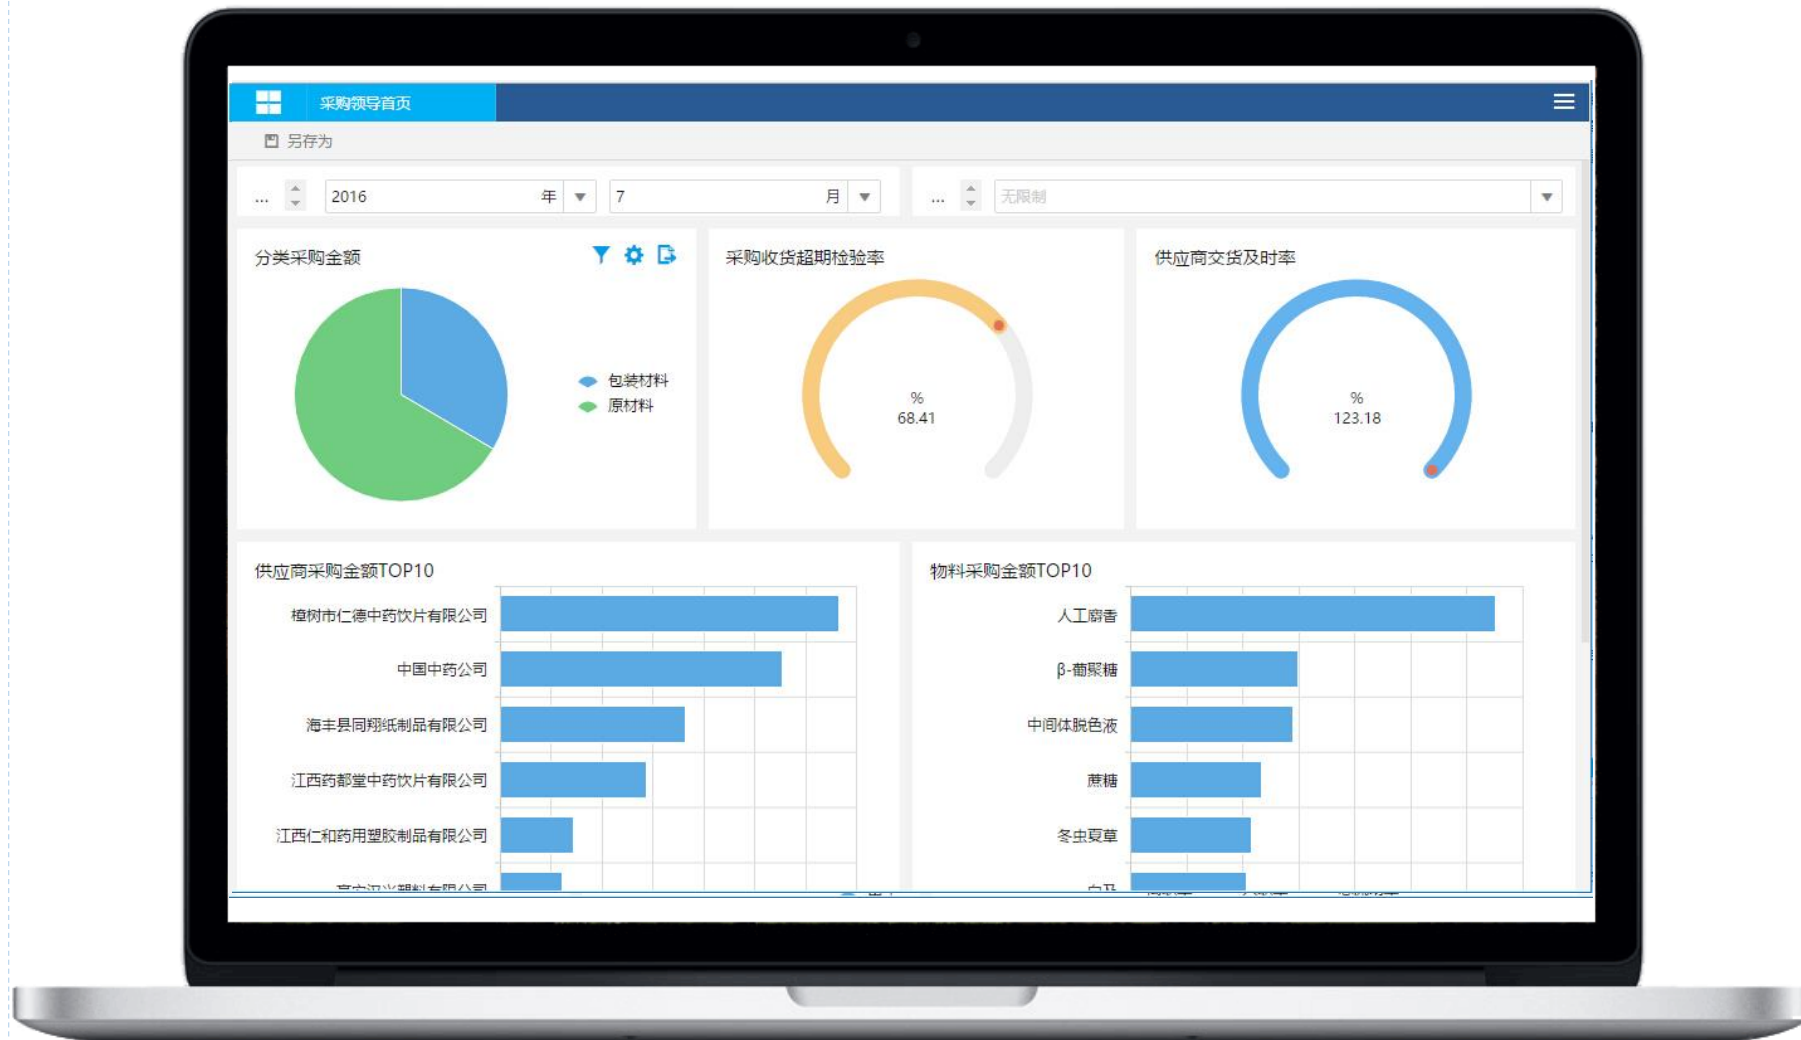 采购领导首页
另存为
... 2016 年 7 月 ... 无限制
分类采购金额
包装材料
原材料
采购收货超期检验率
%
68.41
供应商交货及时率
%
123.18
供应商采购金额TOP10
樟树市仁德中药饮片有限公司
中国中药公司
海丰县同翔纸制品有限公司
江西药都堂中药饮片有限公司
江西仁和药用塑胶制品有限公司
物料采购金额TOP10
人工麝香
β-葡聚糖
中间体脱色液
蔗糖
冬虫夏草